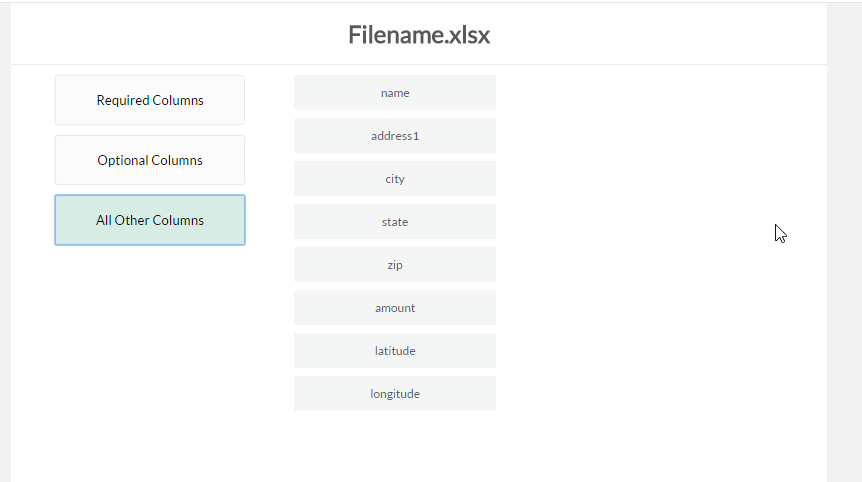 Filename.xlsx
Required Columns
Optional Columns
All Other Columns
name
address1
city
state
zip
amount
latitude
longitude